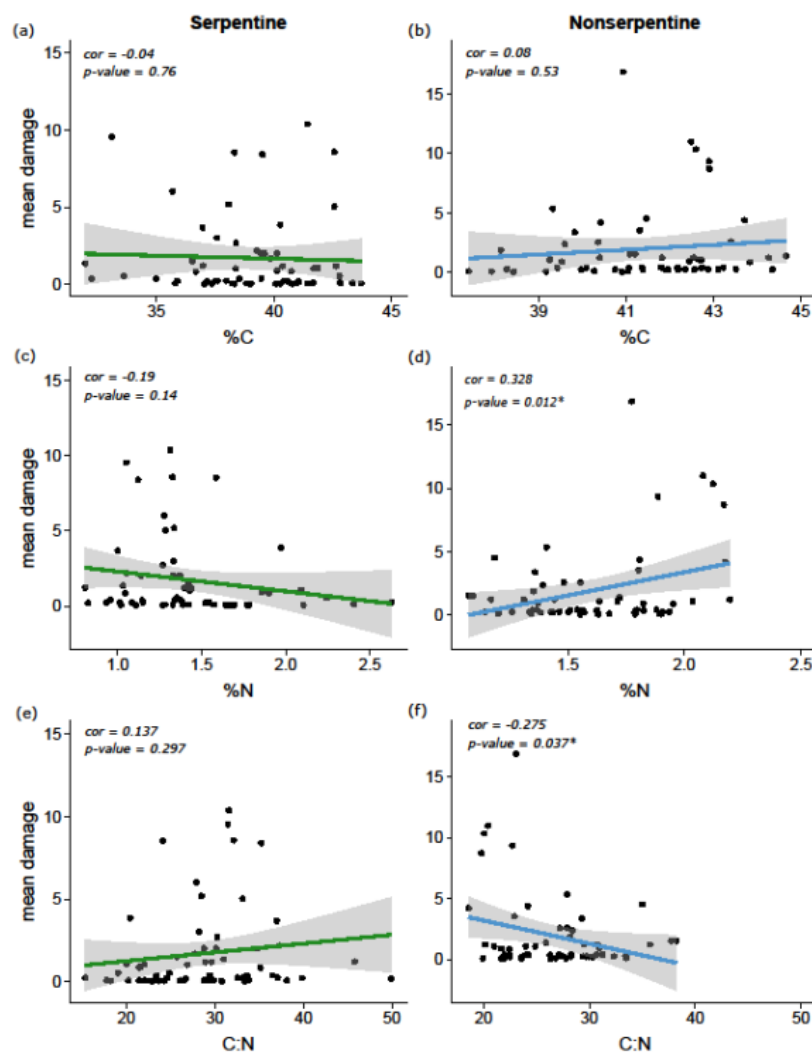 Serpentine
Nonserpentine
(a)
cor = -0.04
p-value = 0.76
15
10
5
0
mean damage
35
40
45
%C
(b)
cor = 0.08
p-value = 0.53
15
10
5
0
39
41
43
45
%C
(c)
cor = -0.19
p-value = 0.14
15
10
5
0
mean damage
1.0
1.5
2.0
2.5
%N
(d)
cor = 0.328
p-value = 0.012*
15
10
5
0
1.5
2.0
2.5
%N
(e)
cor = 0.137
p-value = 0.297
15
10
5
0
mean damage
20
30
40
50
C:N
(f)
cor = -0.275
p-value = 0.037*
15
10
5
0
20
30
40
50
C:N